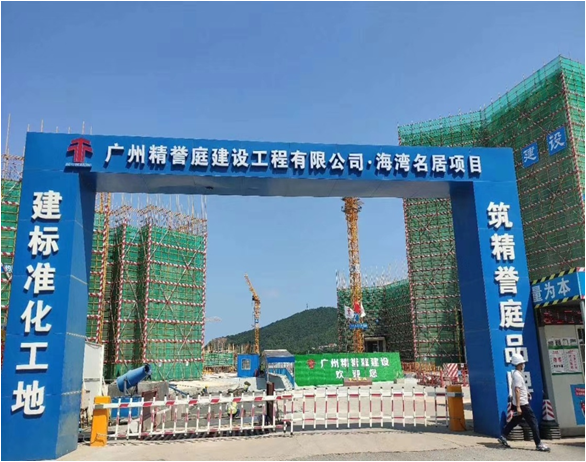 广州精誉庭建设工程有限公司·海湾名居项目
建标准化工地
筑精誉庭品
建设
量为本
广州精誉庭建设
欢迎您